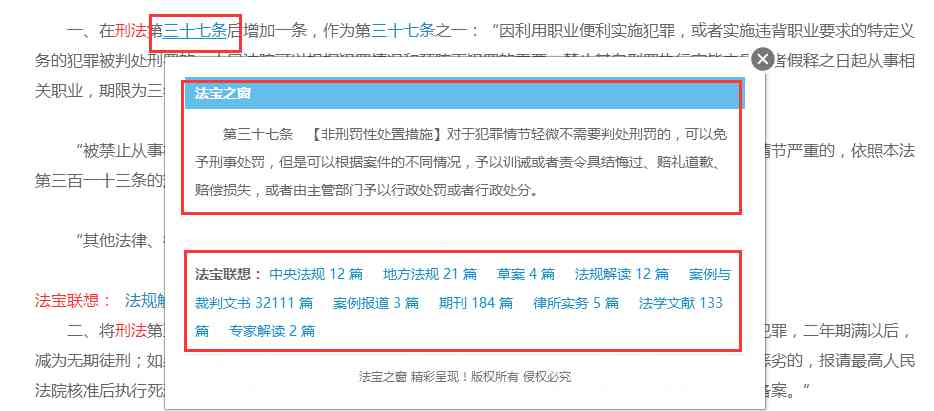 一、在刑法第三十七条后增加一条，作为第三十七条之一：“因利用职业便利实施犯罪，或者实施违背职业要求的特定义
务的犯罪被判处刑 者假释之日起从事相
关职业，期限为三
“被禁止从事 情节严重的，依照本法
第三百一十三条的
“其他法律、
法宝联想： 法规解
二、将刑法第 犯罪，二年期满以后，
减为无期徒刑；如 恶劣的，报请最高人民
法院核准后执行死 备案。”
法宝之窗
第三十七条 【非刑罚性处置措施】对于犯罪情节轻微不需要判处刑罚的，可以免
予刑事处罚，但是可以根据案件的不同情况，予以训诫或者责令具结悔过、赔礼道歉、
赔偿损失，或者由主管部门予以行政处罚或者行政处分。
法宝联想： 中央法规 12 篇 地方法规 21 篇 草案 4 篇 法规解读 12 篇 案例与
裁判文书 32111 篇 案例报道 3 篇 期刊 184 篇 律所实务 5 篇 法学文献 133
篇 专家解读 2 篇
法宝之窗 精彩呈现！版权所有 侵权必究